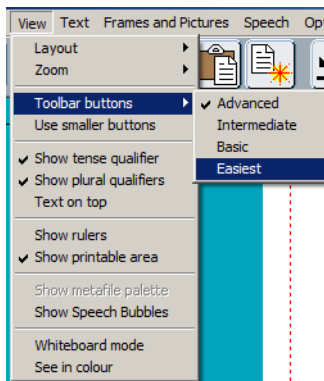 View Text Frames and Pictures Speech
Layout
Zoom
Toolbar buttons
Use smaller buttons
Show tense qualifier
Show plural qualifiers
Text on top
Show rulers
Show printable area
Show metafile palette
Show Speech Bubbles
Whiteboard mode
See in colour
Advanced
Intermediate
Basic
Easiest